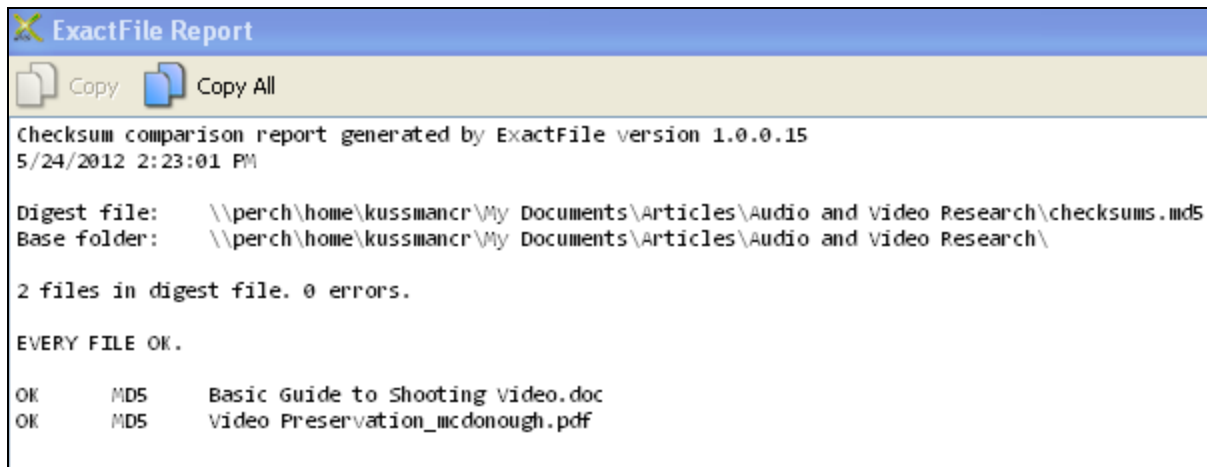 ExactFile Report
Copy Copy All
Checksum comparison report generated by ExactFile version 1.0.0.15
5/24/2012 2:23:01 PM
Digest file: \\perch\home\kussmancr\My Documents\Articles\Audio and Video Research\checksums.md5
Base folder: \\perch\home\kussmancr\My Documents\Articles\Audio and Video Research\
2 files in digest file. 0 errors.
EVERY FILE OK.
OK MD5 Basic Guide to Shooting Video.doc
OK MD5 Video Preservation_mcdonough.pdf